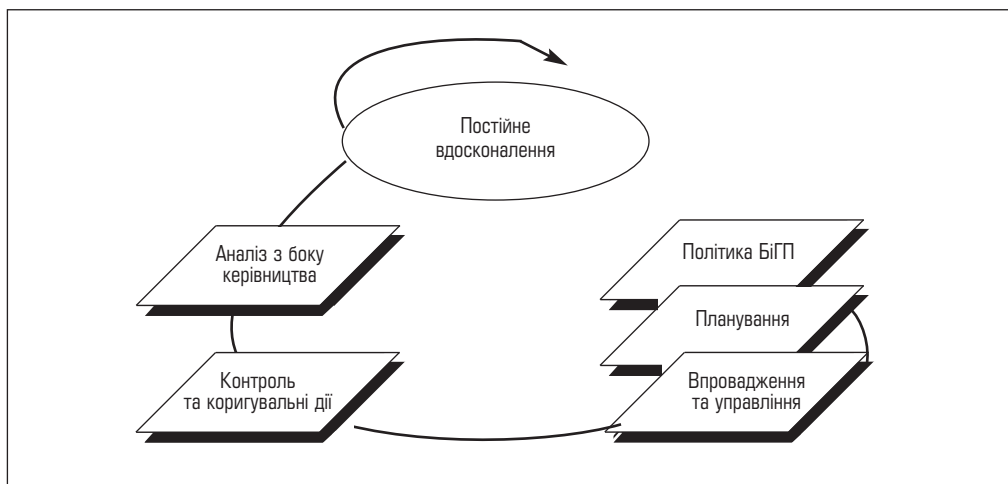 Постійне
вдосконалення
Аналіз з боку
керівництва
Політика БіГП
Планування
Контроль
та коригувальні дії
Впровадження
та управління